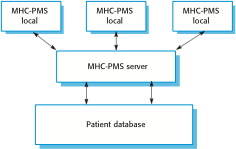 MHC-PMS
local
MHC-PMS
local
MHC-PMS
local
MHC-PMS server
Patient database